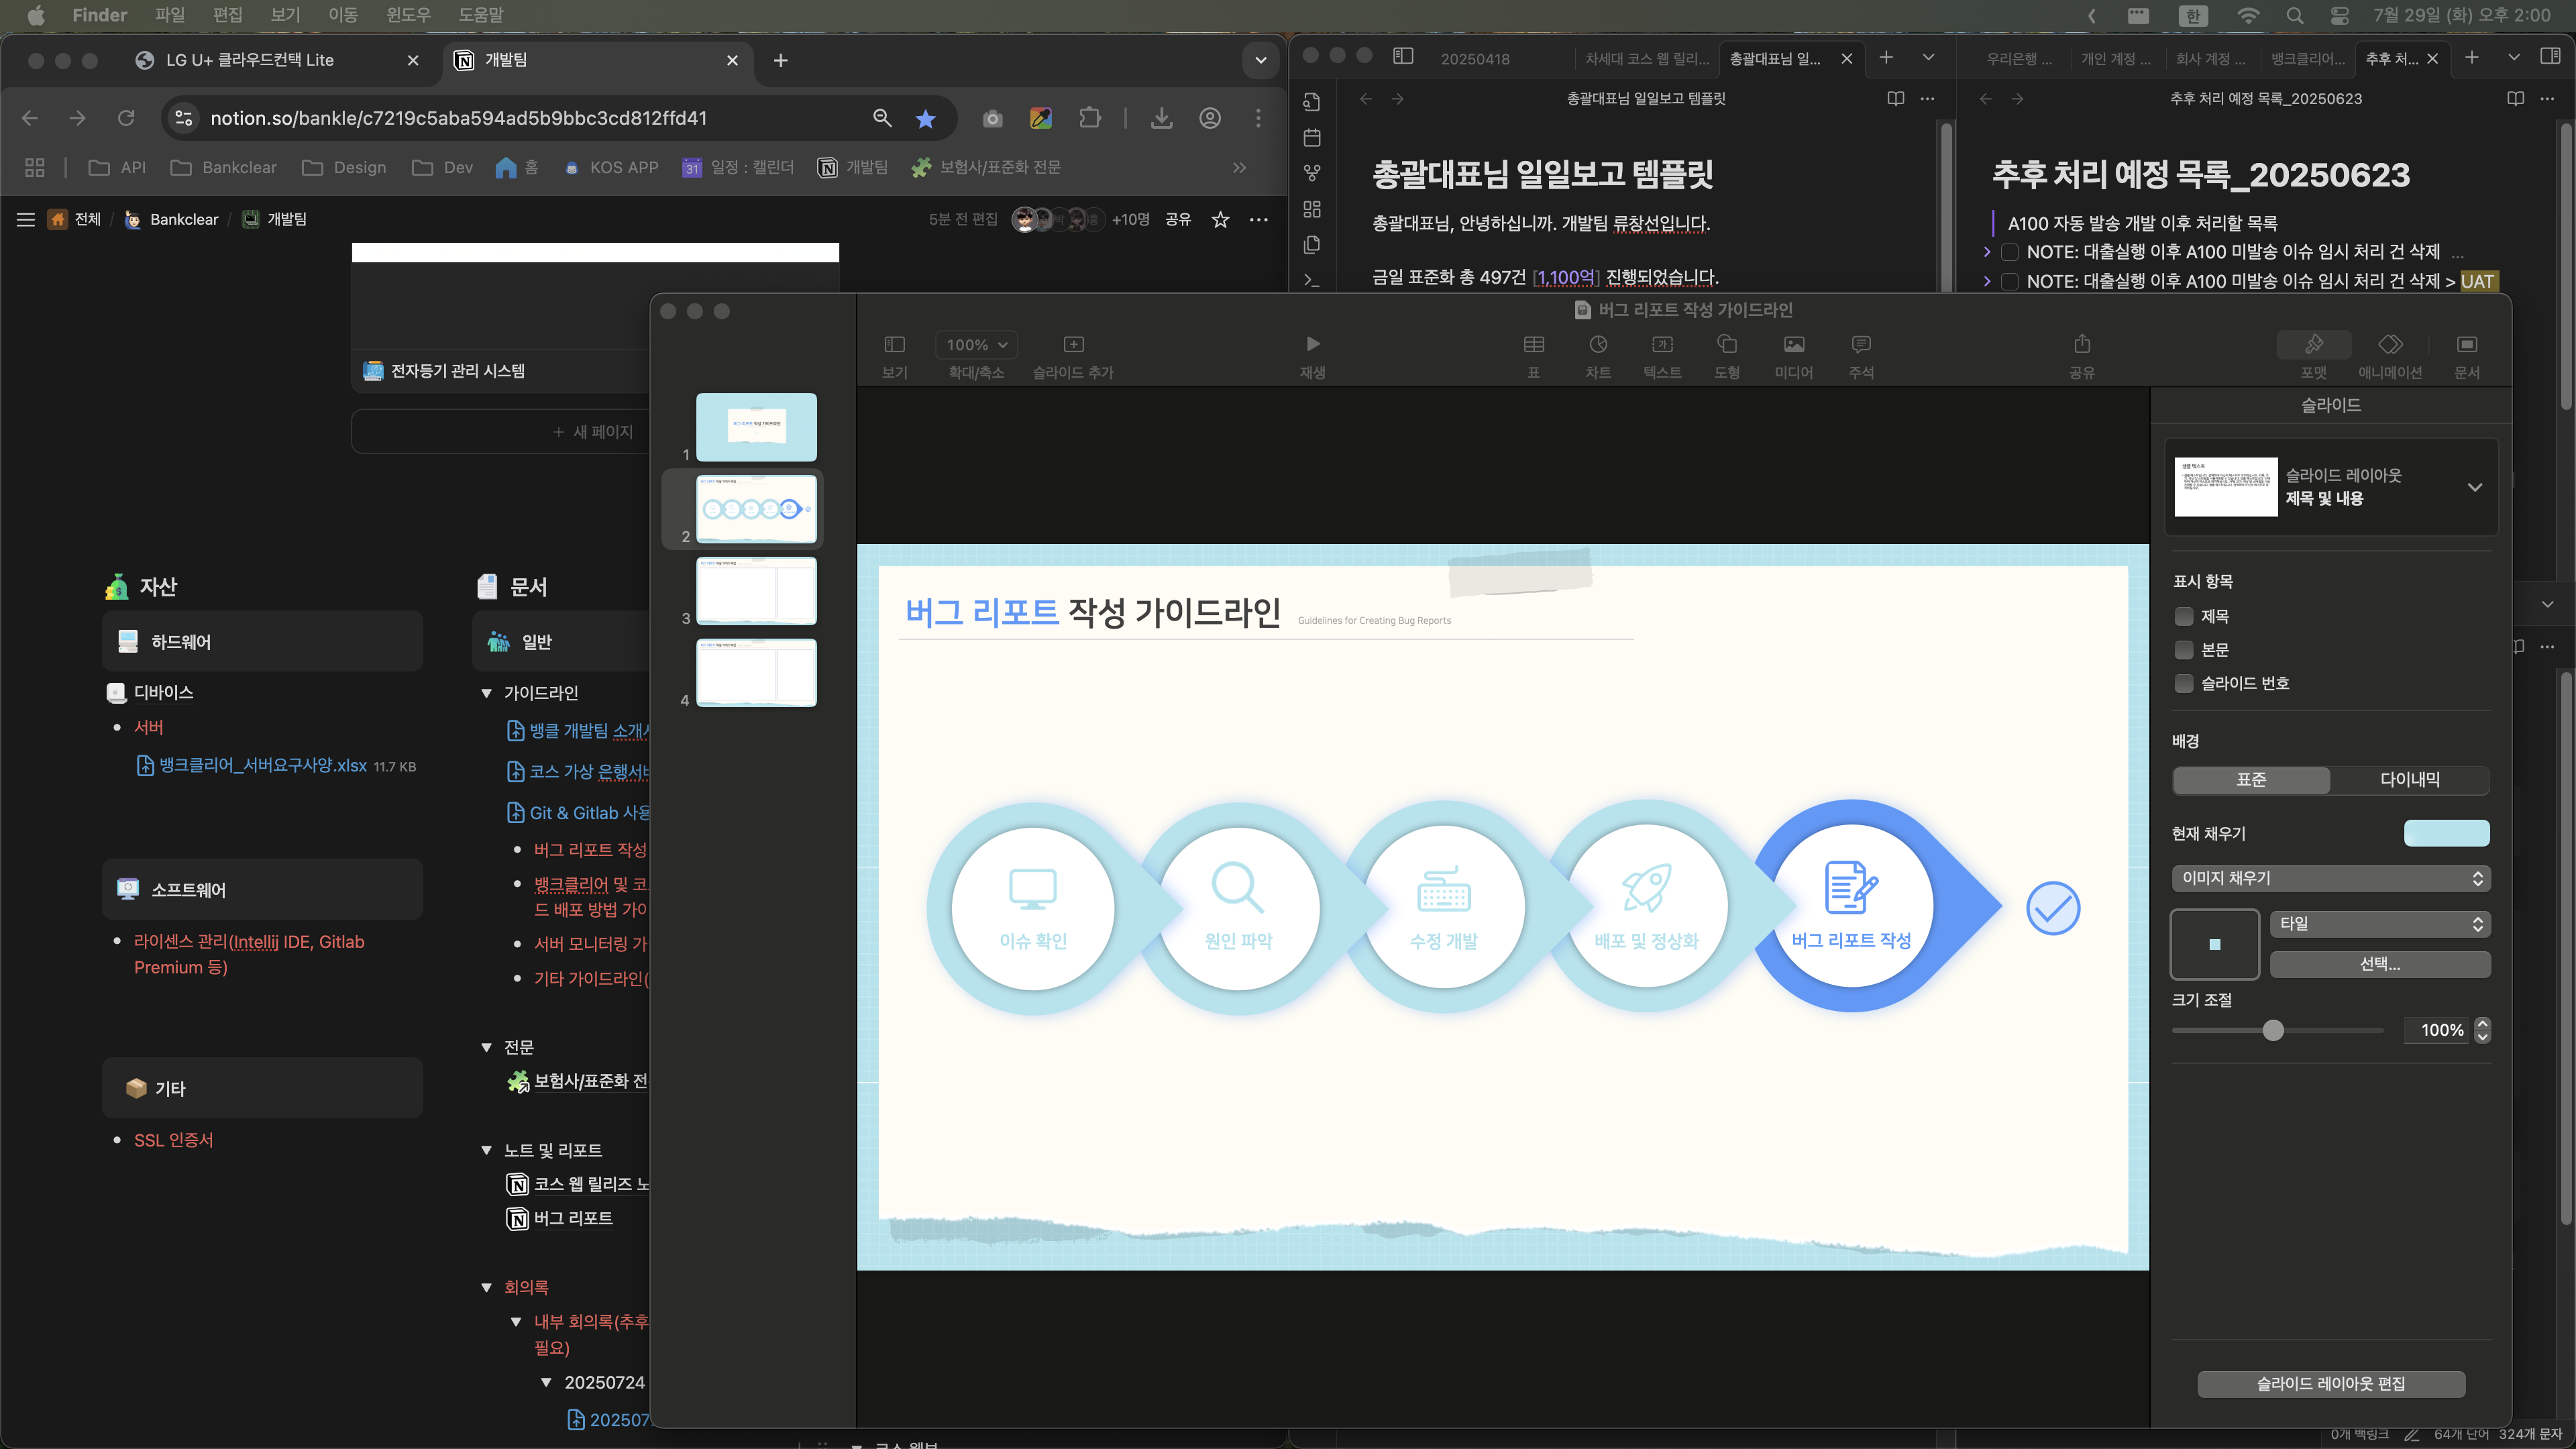 Finder 파일 편집 보기 이동 윈도우 도움말
한 7월 29일 (화) 오후 2:00
LG U+ 클라우드컨택 Lite
개발팀
notion.so/bankle/c7219c5aba594ad5b9bbc3cd812ffd41
API Bankclear Design Dev 홈 KOS APP 31 일정 : 캘린더 개발팀 보험사/표준화 전문
전체 / Bankclear / 개발팀
5분 전 편집 +10명 공유
전자등기 관리 시스템
+ 새 페이지
자산
하드웨어
디바이스
서버
뱅크클리어_서버요구사양.xlsx 11.7 KB
소프트웨어
라이센스 관리(Intellij IDE, Gitlab
Premium 등)
기타
SSL 인증서
문서
일반
가이드라인
뱅클 개발팀 소개
코스 가상 은행서버
Git & Gitlab 사용
버그 리포트 작성
뱅크클리어 및 코
드 배포 방법 가이
서버 모니터링 가
기타 가이드라인(
전문
보험사/표준화 전
노트 및 리포트
코스 웹 릴리즈 노
버그 리포트
회의록
내부 회의록(추후
필요)
20250724
202507
20250418 차세대 코스 웹 릴리... 총괄대표님 일...
총괄대표님 일일보고 템플릿
총괄대표님 일일보고 템플릿
총괄대표님, 안녕하십니까. 개발팀 류창선입니다.
금일 표준화 총 497건 [1,100억] 진행되었습니다.
우리은행 ... 개인 계정 ... 회사 계정 ... 뱅크클리어... 추후 처...
추후 처리 예정 목록_20250623
추후 처리 예정 목록_20250623
A100 자동 발송 개발 이후 처리할 목록
NOTE: 대출실행 이후 A100 미발송 이슈 임시 처리 건 삭제 ...
NOTE: 대출실행 이후 A100 미발송 이슈 임시 처리 건 삭제 > UAT
버그 리포트 작성 가이드라인
100%
보기 확대/축소 슬라이드 추가 재생 표 차트 텍스트 도형 미디어 주석 공유 포맷 애니메이션 문서
1
2
3
4
버그 리포트 작성 가이드라인 Guidelines for Creating Bug Reports
이슈 확인
원인 파악
수정 개발
배포 및 정상화
버그 리포트 작성
슬라이드
슬라이드 레이아웃
제목 및 내용
표시 항목
제목
본문
슬라이드 번호
배경
표준 다이내믹
현재 채우기
이미지 채우기
타일
선택...
크기 조절
100%
슬라이드 레이아웃 편집
0개 백링크 64개 단어 324개 문자